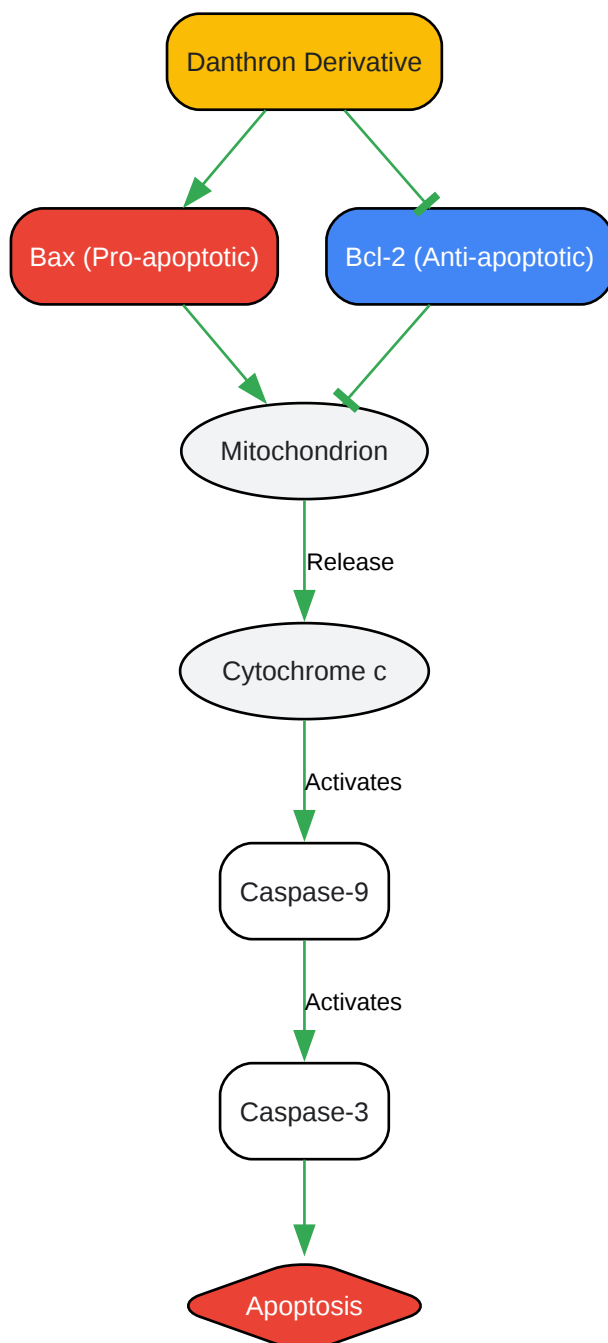 Danthron Derivative
Bax (Pro-apoptotic)
Bcl-2 (Anti-apoptotic)
Mitochondrion
Release
Cytochrome c
Activates
Caspase-9
Activates
Caspase-3
Apoptosis